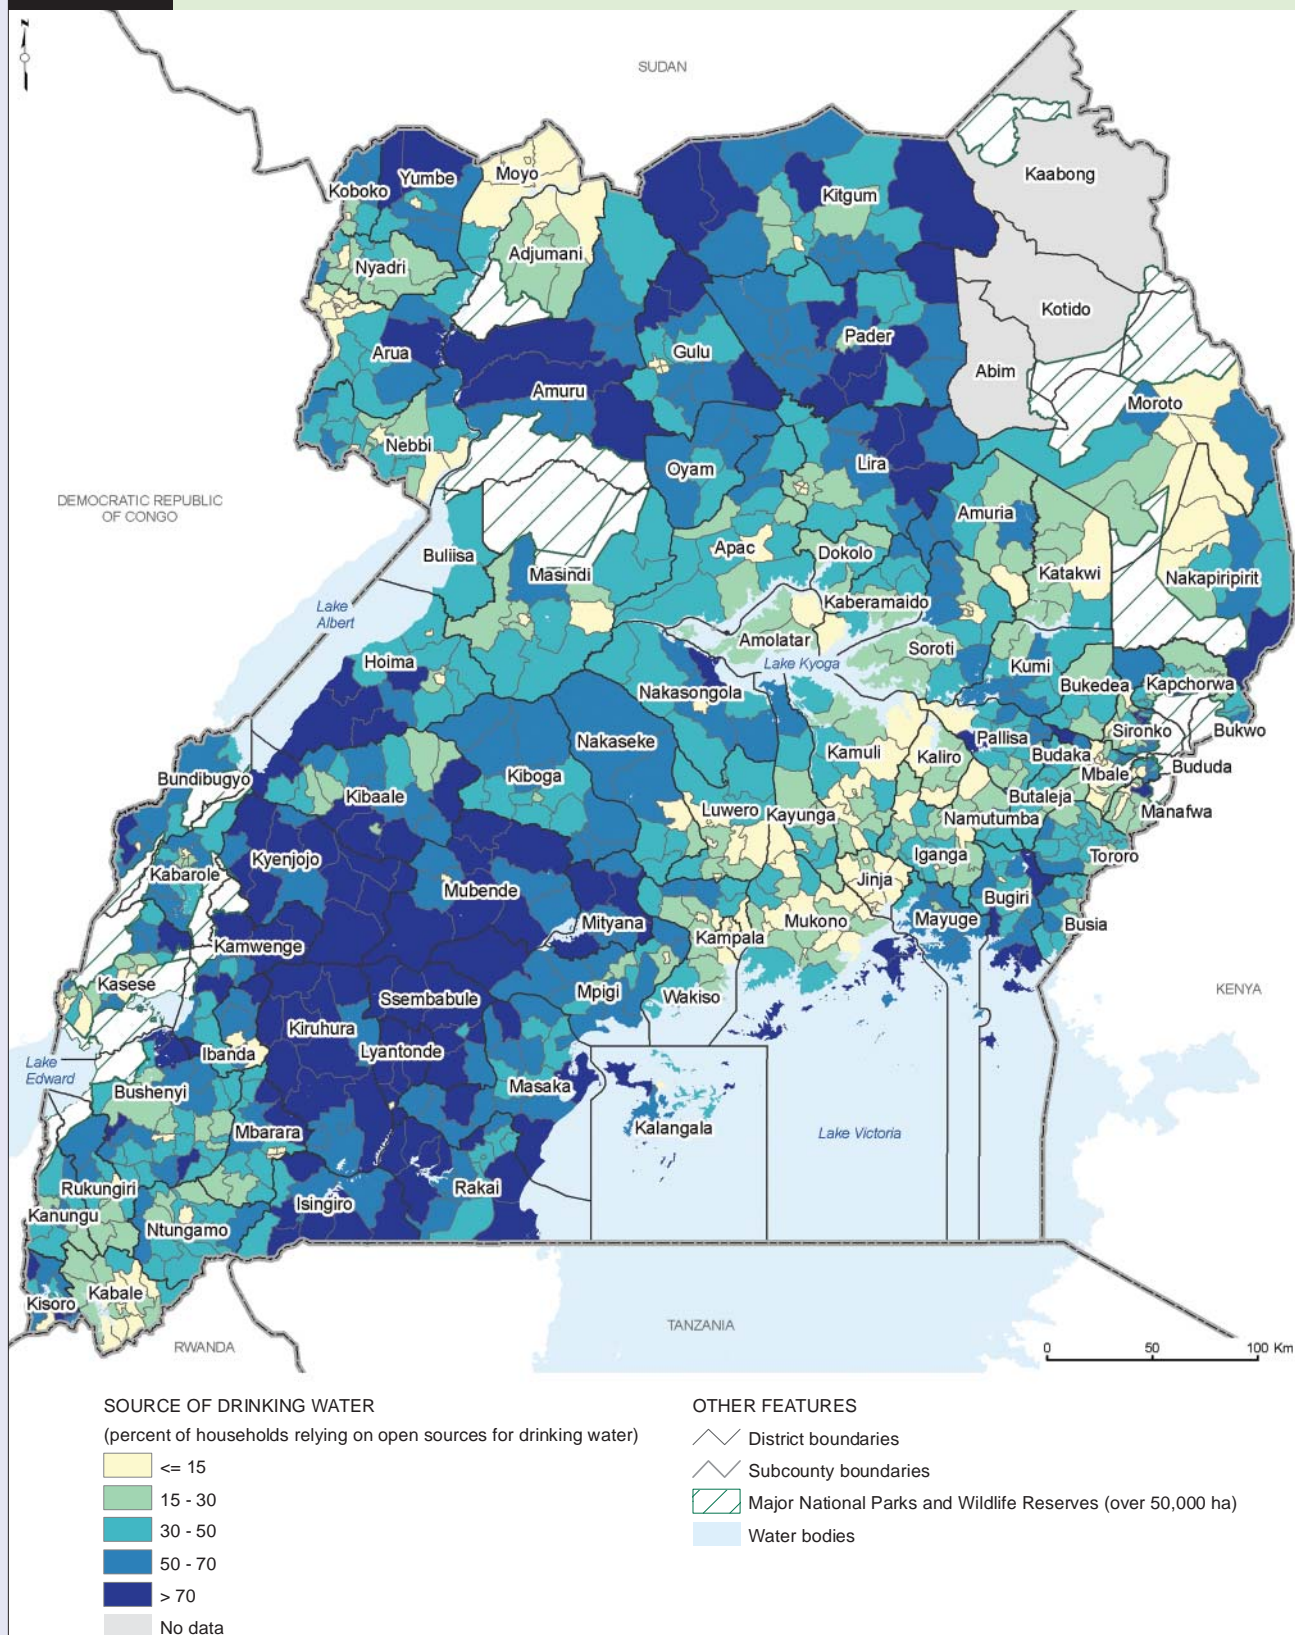 N
SUDAN
Kaabong
Moyo
Yumbe
Koboko
Kitgum
Adjumani
Nyadri
Kotido
Pader
Gulu
Arua
Abim
Amuru
Moroto
Nebbi
Lira
Oyam
DEMOCRATIC REPUBLIC
OF CONGO
Amuria
Apac
Dokolo
Buliisa
Masindi
Katakwi
Nakapiripirit
Lake
Albert
Kaberamaido
Amolatar
Soroti
Lake Kyoga
Hoima
Kumi
Nakasongola
Bukedea
Kapchorwa
Sironko
Bukwo
Nakaseke
Pallisa
Kamuli
Kaliro
Budaka
Bududa
Mbale
Bundibugyo
Kiboga
Kibaale
Butaleja
Luwero
Kayunga
Manafwa
Namutumba
Kyenjojo
Iganga
Tororo
Kabarole
Jinja
Mubende
Bugiri
Mityana
Mukono
Mayuge
Busia
Kampala
Kamwenge
Kasese
Mpigi
Wakiso
KENYA
Ssembabule
Kiruhura
Lyantonde
Ibanda
Lake
Edward
Bushenyi
Masaka
Mbarara
Kalangala
Lake Victoria
Rukungiri
Rakai
Isingiro
Kanungu
Ntungamo
Kabale
Kisoro
TANZANIA
RWANDA
0 50 100 Km
SOURCE OF DRINKING WATER
(percent of households relying on open sources for drinking water)
<= 15
15 - 30
30 - 50
50 - 70
> 70
No data
OTHER FEATURES
District boundaries
Subcounty boundaries
Major National Parks and Wildlife Reserves (over 50,000 ha)
Water bodies